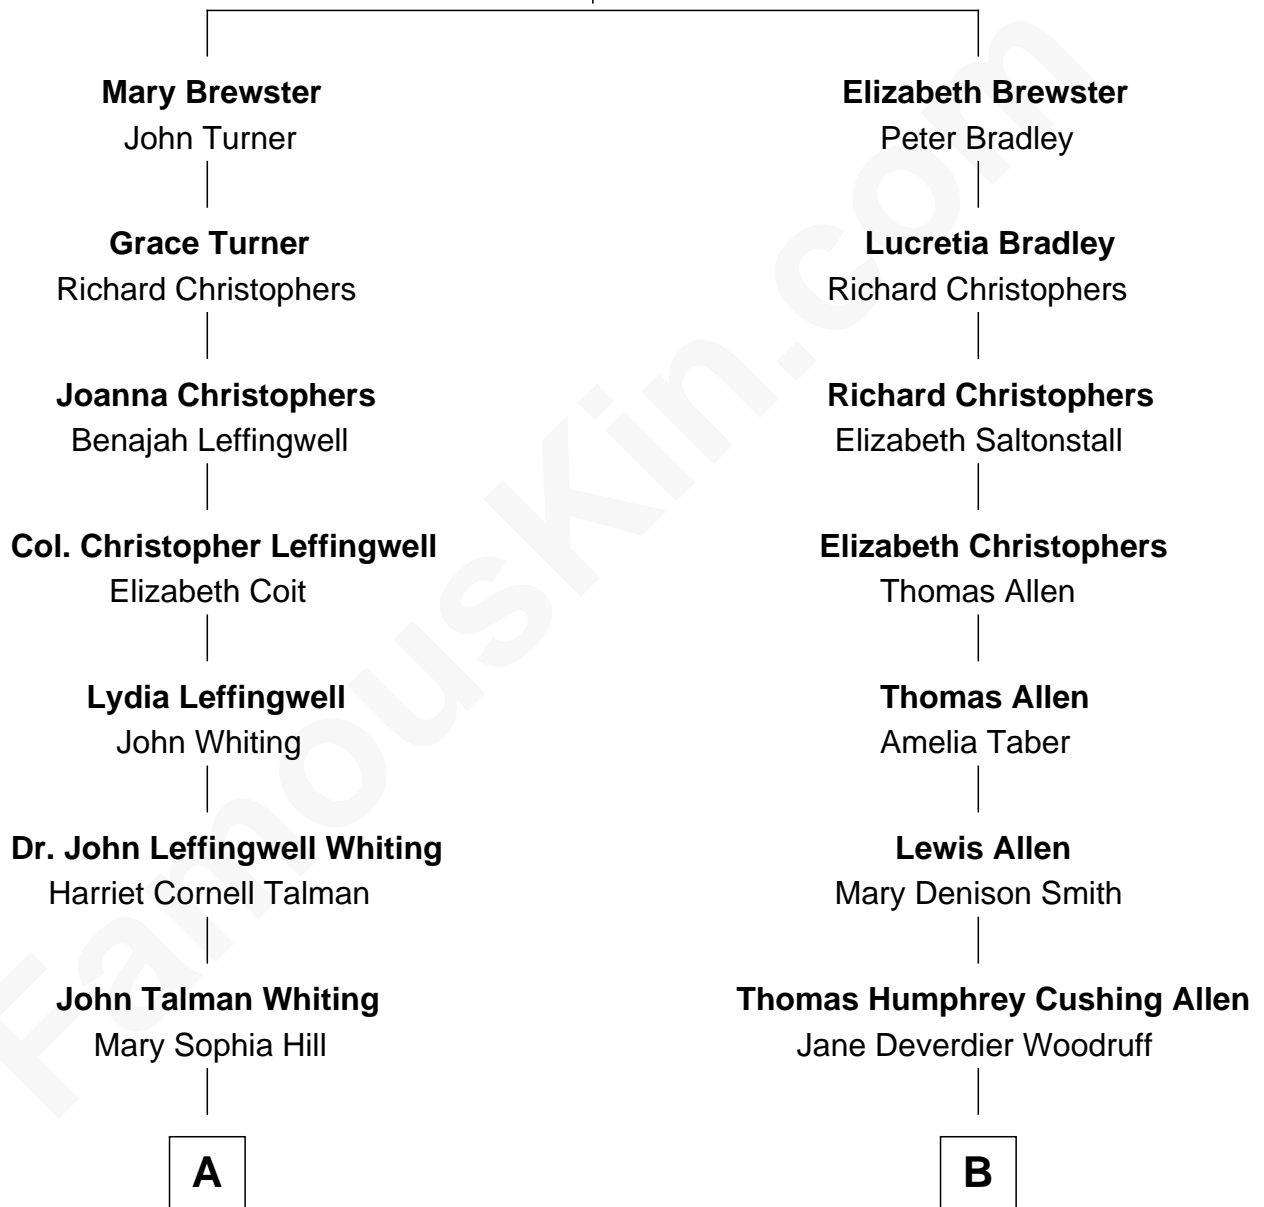 Mary Brewster
John Turner
Elizabeth Brewster
Peter Bradley
Grace Turner
Richard Christophers
Lucretia Bradley
Richard Christophers
Joanna Christophers
Benajah Leffingwell
Richard Christophers
Elizabeth Saltonstall
Col. Christopher Leffingwell
Elizabeth Coit
Elizabeth Christophers
Thomas Allen
Lydia Leffingwell
John Whiting
Thomas Allen
Amelia Taber
Dr. John Leffingwell Whiting
Harriet Cornell Talman
Lewis Allen
Mary Denison Smith
John Talman Whiting
Mary Sophia Hill
Thomas Humphrey Cushing Allen
Jane Deverdier Woodruff
A
B
FamousKin.com